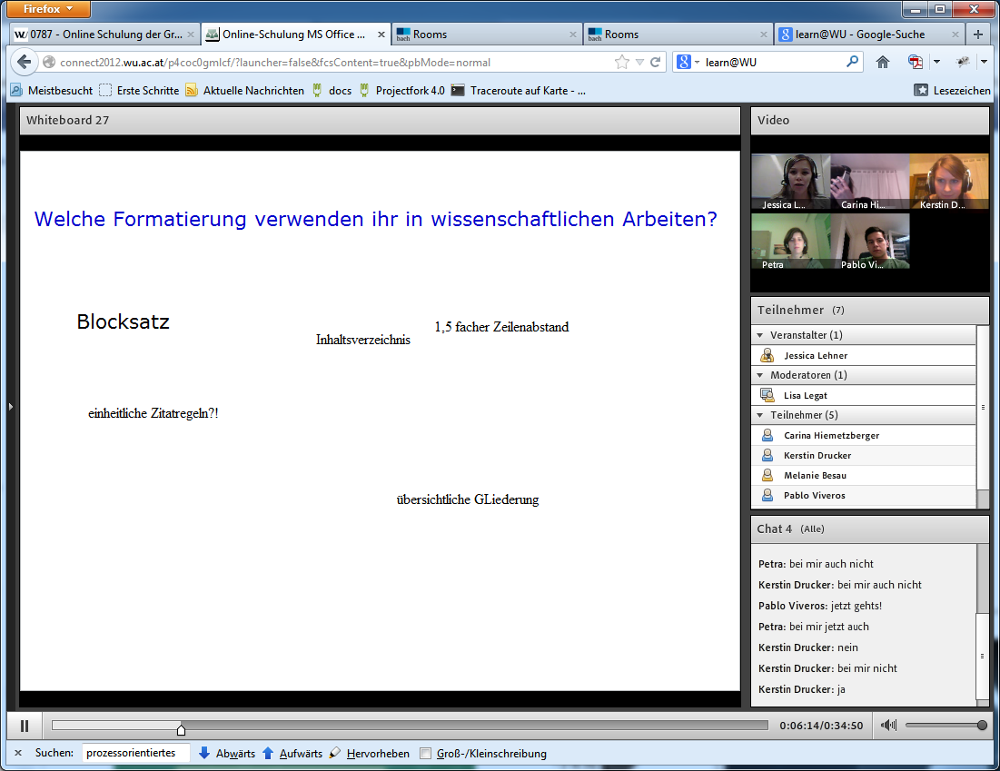 Firefox
0787 - Online Schulung der Gr...
Online-Schulung MS Office ...
bach Rooms
bach Rooms
learn@WU - Google-Suche
connect2012.wu.ac.at/p4coc0gmlcf/?launcher=false&fcsContent=true&pbMode=normal
learn@WU
Meistbesucht
Erste Schritte
Aktuelle Nachrichten
docs
Projectfork 4.0
Traceroute auf Karte - ...
Lesezeichen
Whiteboard 27
Welche Formatierung verwenden ihr in wissenschaftlichen Arbeiten?
Blocksatz
Inhaltsverzeichnis
1,5 facher Zeilenabstand
einheitliche Zitatregeln?!
übersichtliche GLiederung
Video
Jessica L...
Carina Hi...
Kerstin D...
Petra
Pablo Vi...
Teilnehmer (7)
Veranstalter (1)
Jessica Lehner
Moderatoren (1)
Lisa Legat
Teilnehmer (5)
Carina Hiemetzberger
Kerstin Drucker
Melanie Besau
Pablo Viveros
Chat 4 (Alle)
Petra: bei mir auch nicht
Kerstin Drucker: bei mir auch nicht
Pablo Viveros: jetzt gehts!
Petra: bei mir jetzt auch
Kerstin Drucker: nein
Kerstin Drucker: bei mir nicht
Kerstin Drucker: ja
0:06:14/0:34:50
Suchen: prozessorientiertes Abwärts Aufwärts Hervorheben Groß-/Kleinschreibung